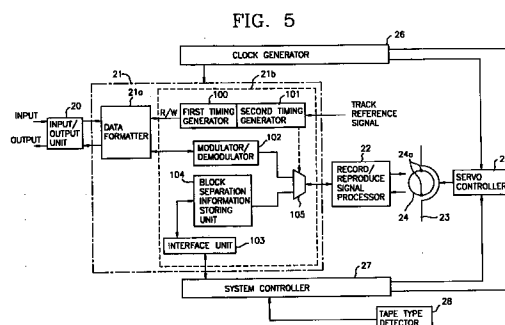 FIG. 5
26
CLOCK GENERATOR
21
21b
21a
100
101
20
INPUT
OUTPUT
INPUT/
OUTPUT
UNIT
DATA
FORMATTER
R/W
FIRST TIMING
GENERATOR
SECOND TIMING
GENERATOR
TRACK
REFERENCE
SIGNAL
102
MODULATOR/
DEMODULATOR
104
BLOCK
SEPARATION
INFORMATION
STORING
UNIT
105
22
RECORD/
REPRODUCE
SIGNAL
PROCESSOR
24a
24
23
SERVO
CONTROLLER
103
INTERFACE UNIT
27
SYSTEM CONTROLLER
28
TAPE TYPE
DETECTOR